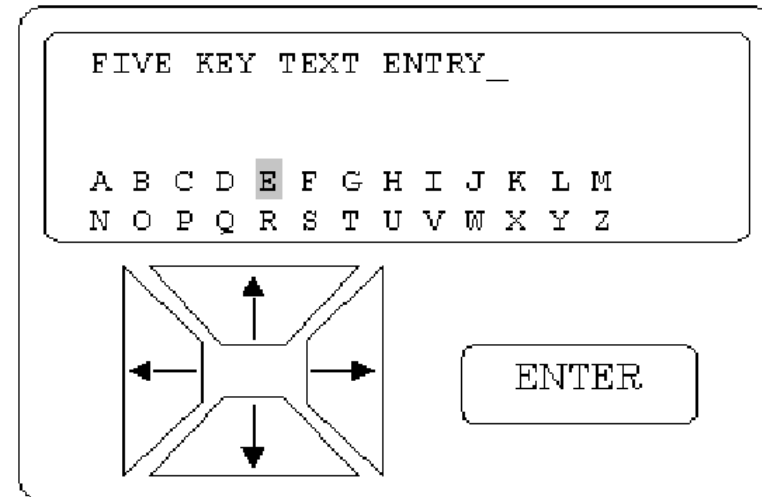 FIVE KEY TEXT ENTRY_
A B C D E F G H I J K L M
N O P Q R S T U V W X Y Z
ENTER